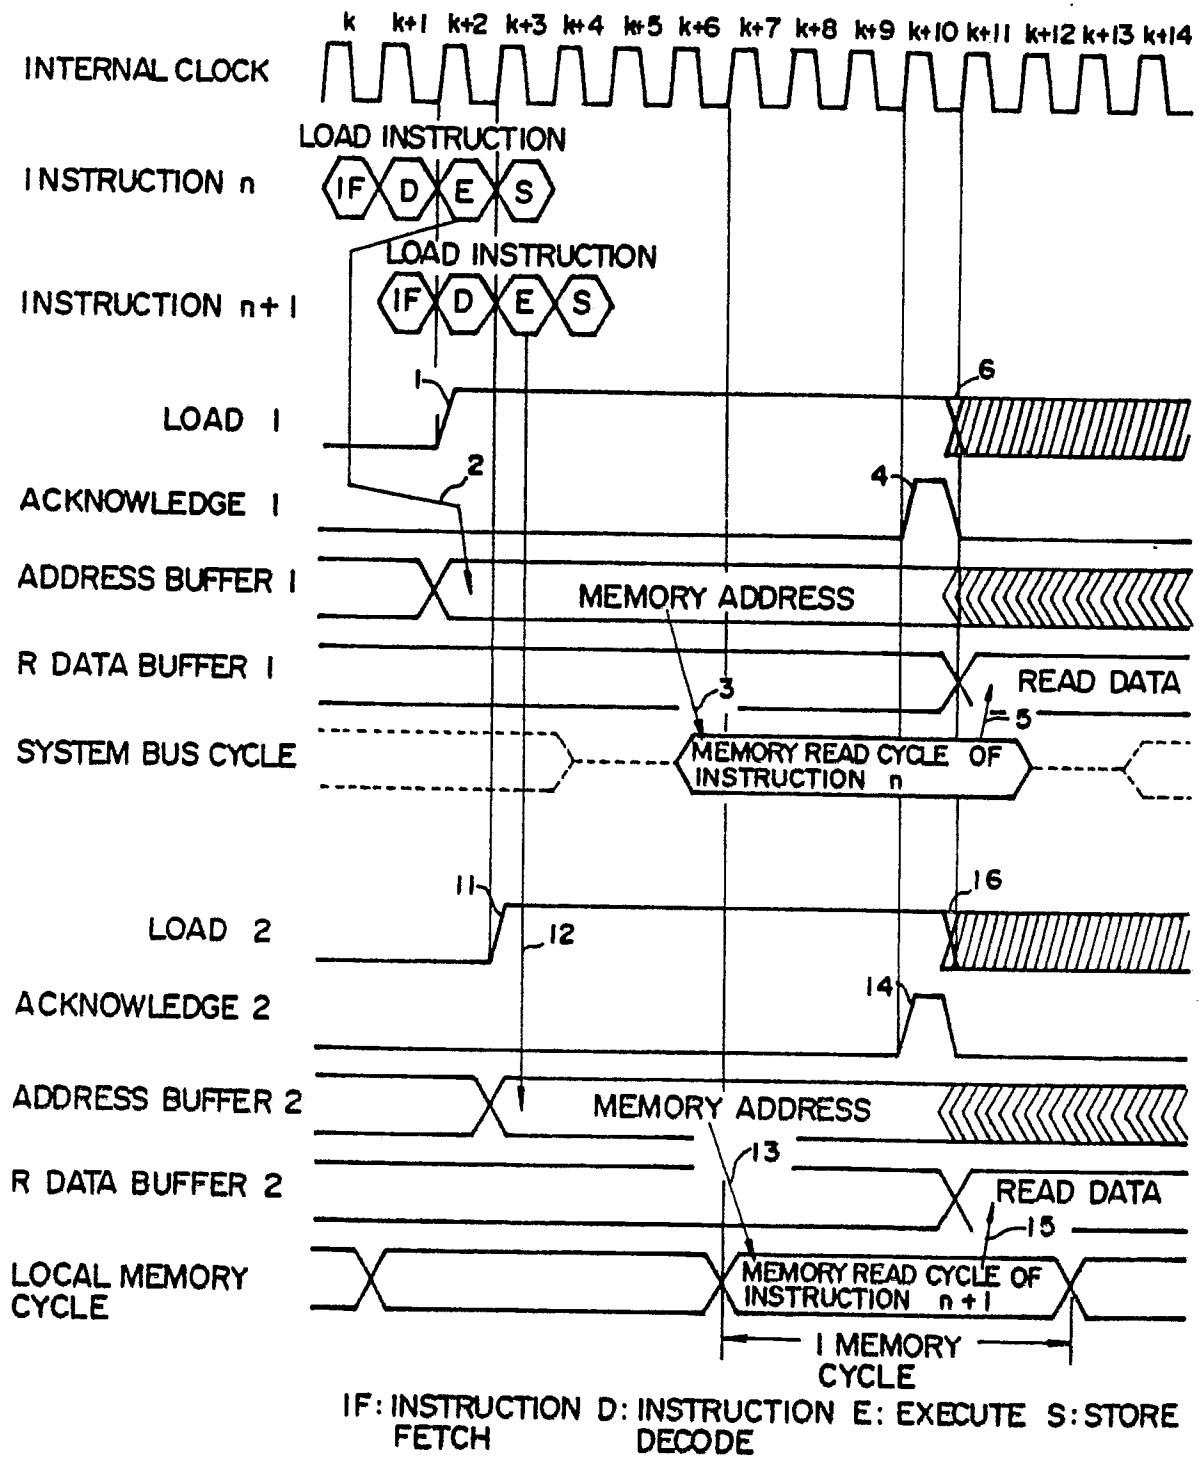 k k+1 k+2 k+3 k+4 k+5 k+6 k+7 k+8 k+9 k+10 k+11 k+12 k+13 k+14
INTERNAL CLOCK
LOAD INSTRUCTION
INSTRUCTION n
IF D E S
LOAD INSTRUCTION
INSTRUCTION n+1
IF D E S
1
6
LOAD 1
2
4
ACKNOWLEDGE 1
ADDRESS BUFFER 1
MEMORY ADDRESS
R DATA BUFFER 1
3
READ DATA
5
SYSTEM BUS CYCLE
MEMORY READ CYCLE OF
INSTRUCTION n
11
16
LOAD 2
12
14
ACKNOWLEDGE 2
ADDRESS BUFFER 2
MEMORY ADDRESS
13
R DATA BUFFER 2
READ DATA
15
LOCAL MEMORY
CYCLE
MEMORY READ CYCLE OF
INSTRUCTION n+1
1 MEMORY
CYCLE
IF: INSTRUCTION D: INSTRUCTION E: EXECUTE S: STORE
FETCH DECODE